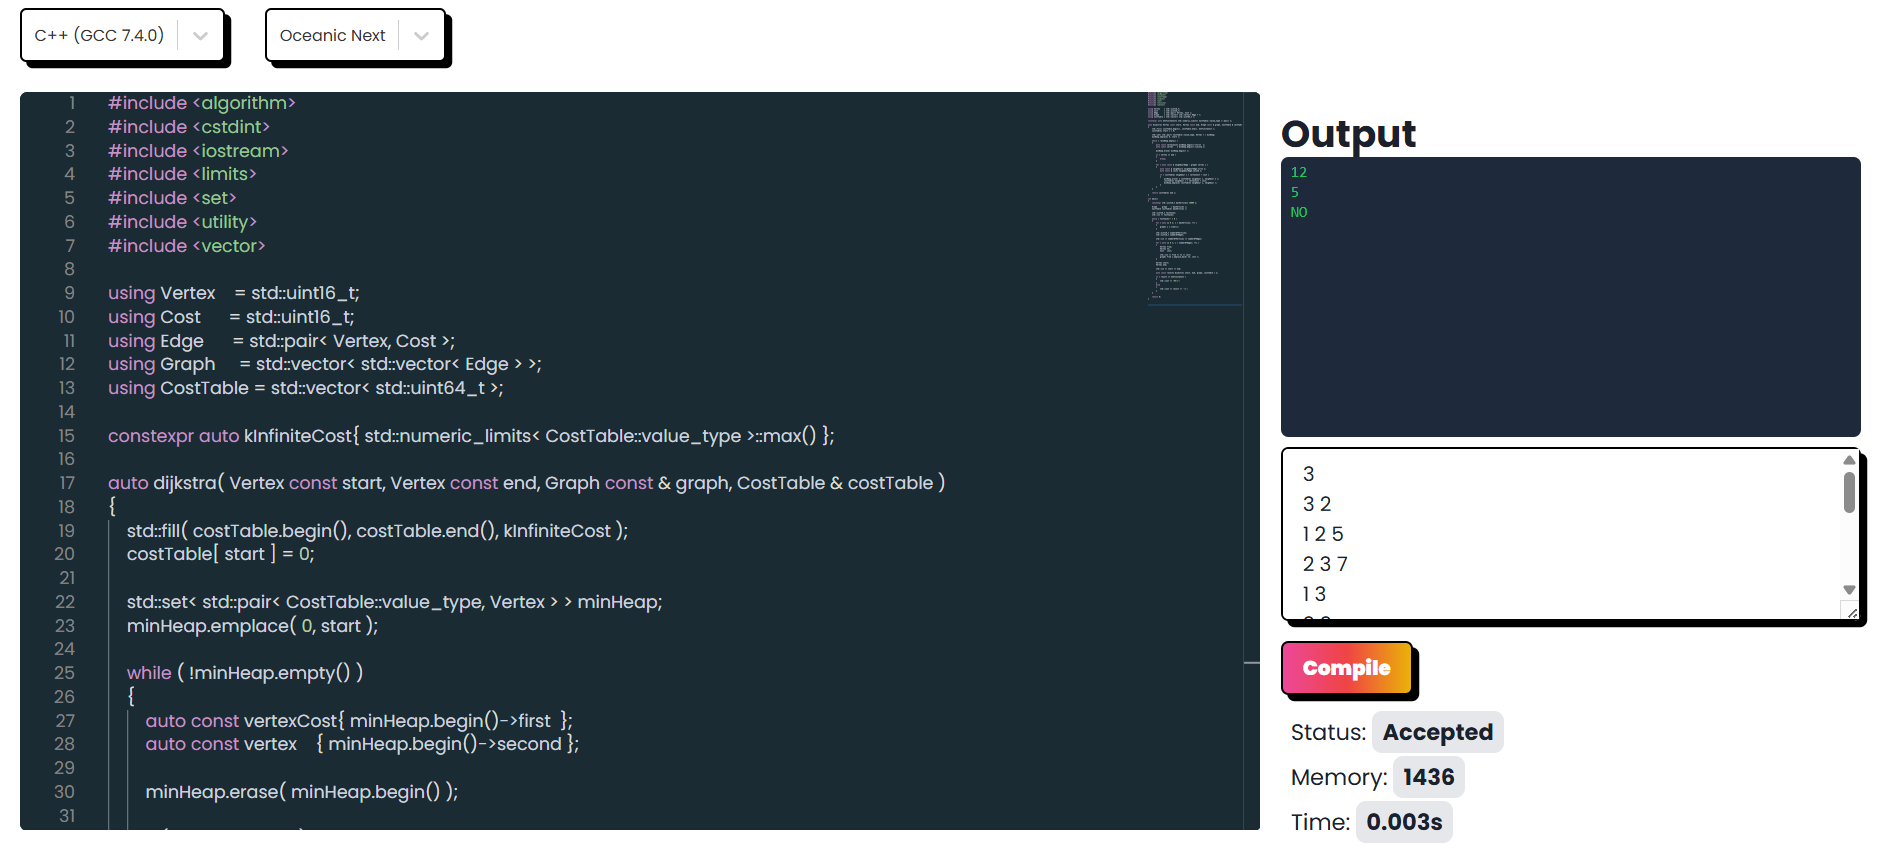 C++ (GCC 7.4.0)
Oceanic Next
1 #include <algorithm>
2 #include <cstdint>
3 #include <iostream>
4 #include <limits>
5 #include <set>
6 #include <utility>
7 #include <vector>
8
9 using Vertex    = std::uint16_t;
10 using Cost      = std::uint16_t;
11 using Edge      = std::pair< Vertex, Cost >;
12 using Graph     = std::vector< std::vector< Edge > >;
13 using CostTable = std::vector< std::uint64_t >;
14
15 constexpr auto kInfiniteCost{ std::numeric_limits< CostTable::value_type >::max() };
16
17 auto dijkstra( Vertex const start, Vertex const end, Graph const & graph, CostTable & costTable )
18 {
19     std::fill( costTable.begin(), costTable.end(), kInfiniteCost );
20     costTable[ start ] = 0;
21
22     std::set< std::pair< CostTable::value_type, Vertex > > minHeap;
23     minHeap.emplace( 0, start );
24
25     while ( !minHeap.empty() )
26     {
27         auto const vertexCost{ minHeap.begin()->first  };
28         auto const vertex    { minHeap.begin()->second };
29
30         minHeap.erase( minHeap.begin() );
31
Output
12
5
NO
3
3 2
1 2 5
2 3 7
1 3
Compile
Status: Accepted
Memory: 1436
Time: 0.003s